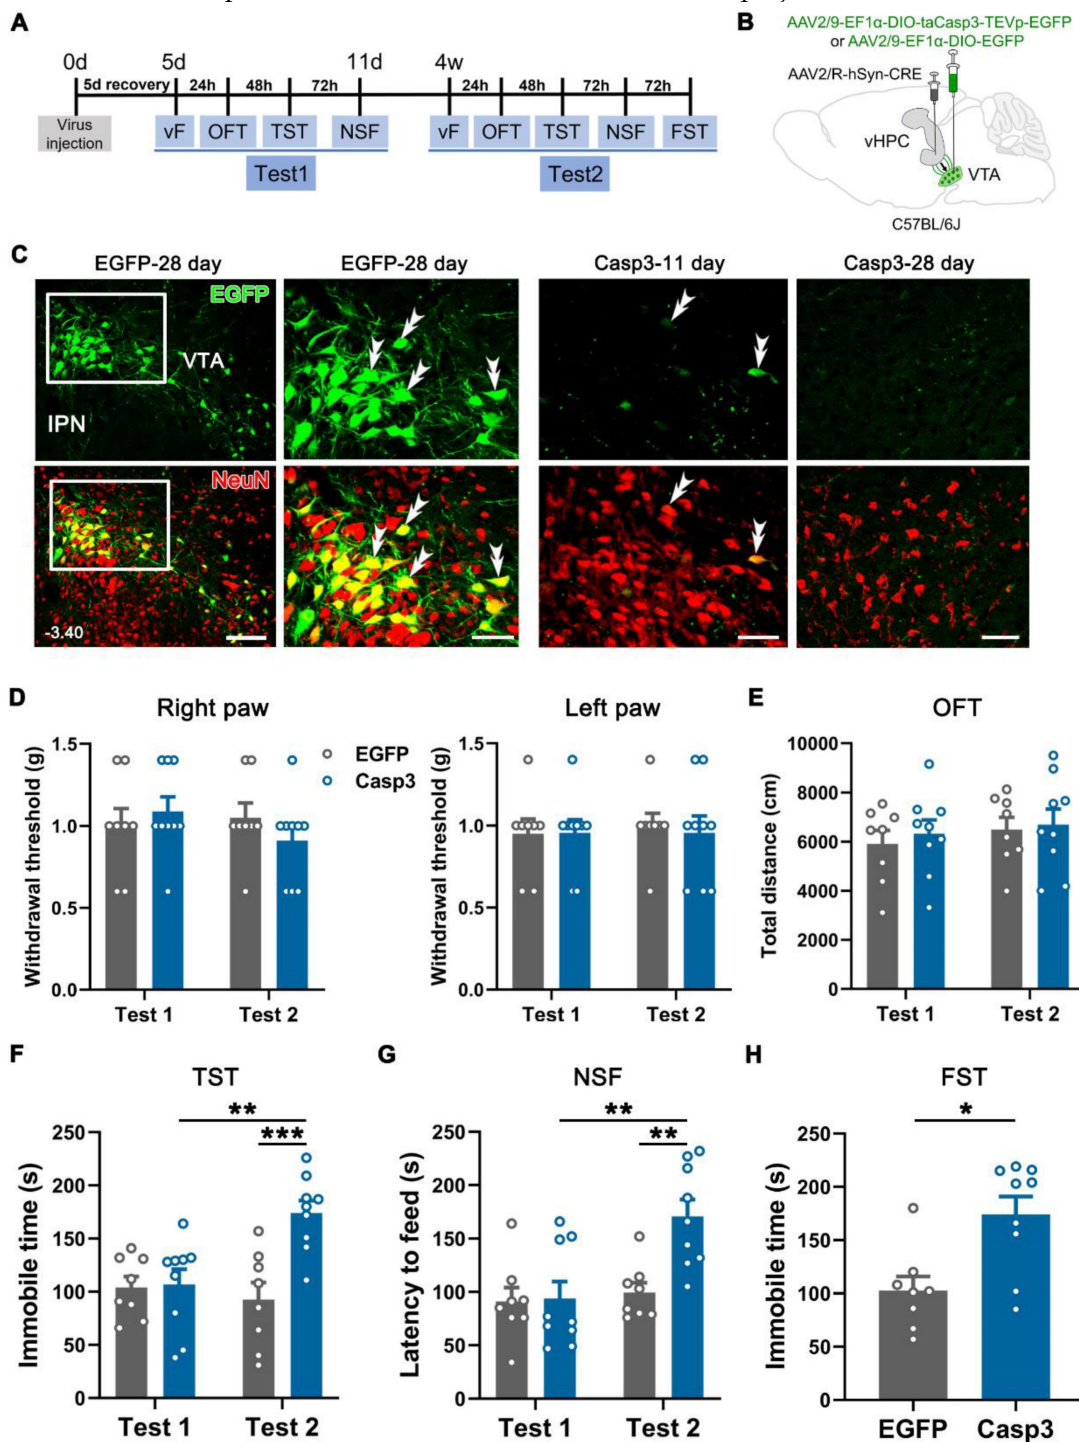 A
0d
5d
11d
4w
5d recovery
24h
48h
72h
24h
48h
72h
72h
Virus
injection
vF
OFT
TST
NSF
vF
OFT
TST
NSF
FST
Test1
Test2
B
AAV2/9-EF1α-DIO-taCasp3-TEVp-EGFP
or AAV2/9-EF1α-DIO-EGFP
AAV2/R-hSyn-CRE
vHPC
VTA
C57BL/6J
C
EGFP-28 day
EGFP-28 day
Casp3-11 day
Casp3-28 day
EGFP
VTA
IPN
NeuN
-3.40
D
Right paw
Withdrawal threshold (g)
1.5
1.0
0.5
0.0
Test 1
Test 2
EGFP
Casp3
Left paw
Withdrawal threshold (g)
1.5
1.0
0.5
0.0
Test 1
Test 2
E
OFT
Total distance (cm)
10000
8000
6000
4000
2000
0
Test 1
Test 2
F
TST
**
***
Immobile time (s)
250
200
150
100
50
0
Test 1
Test 2
G
NSF
**
**
Latency to feed (s)
250
200
150
100
50
0
Test 1
Test 2
H
FST
*
Immobile time (s)
250
200
150
100
50
0
EGFP
Casp3